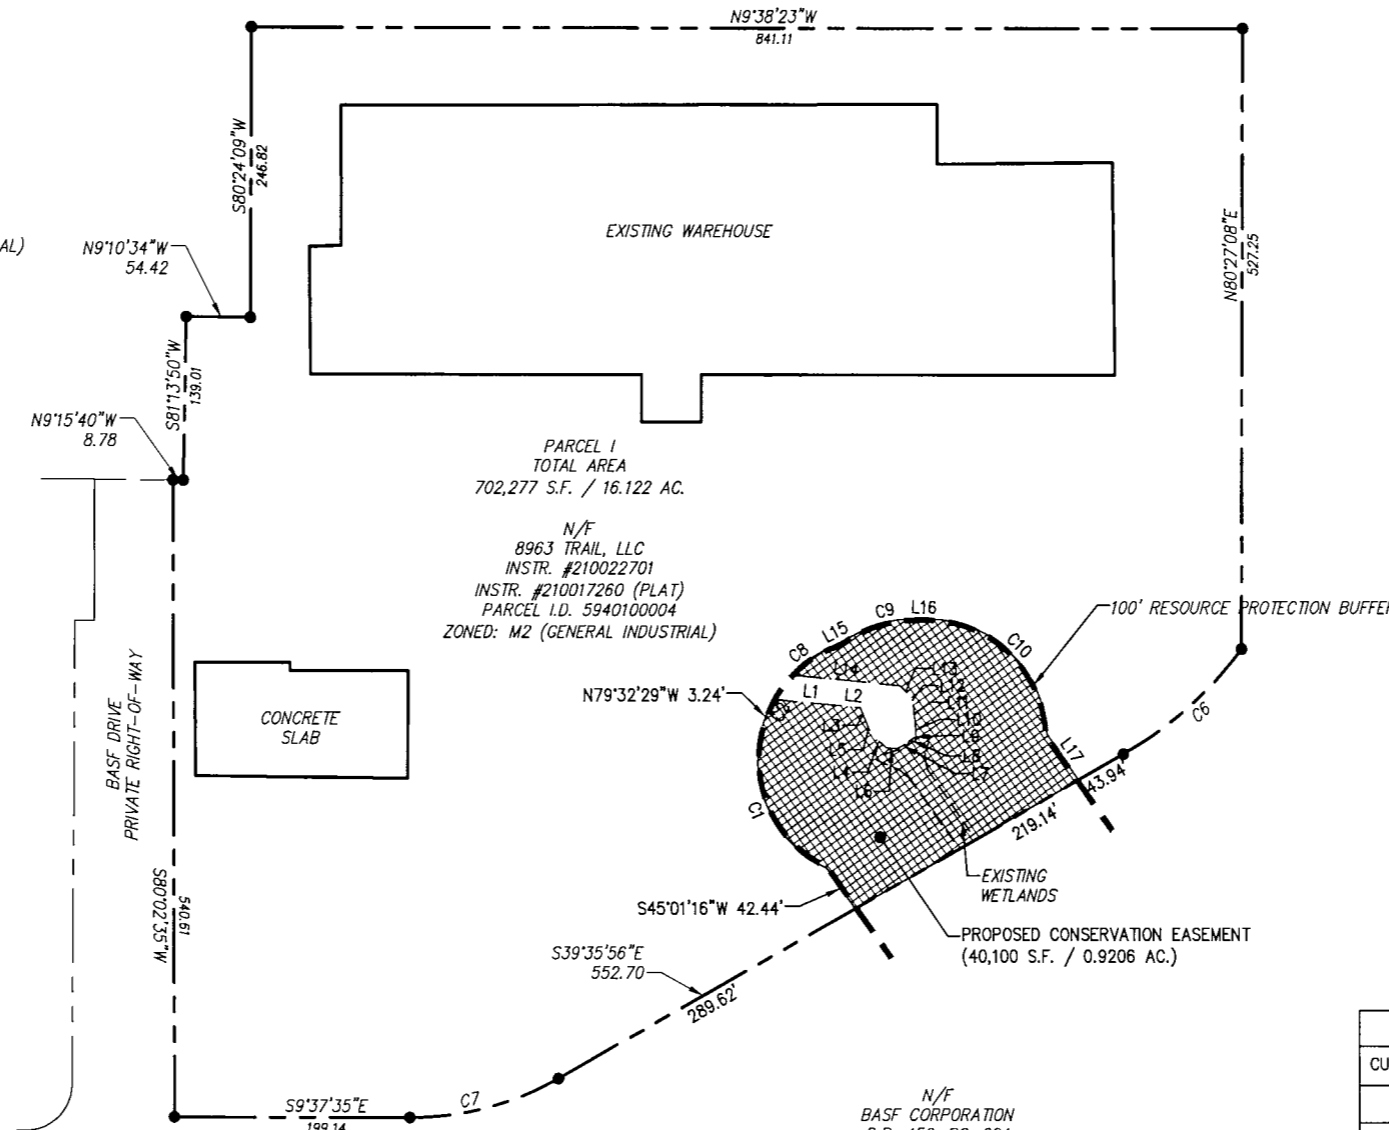 N9°38'23"W
841.11
S80°24'09"W
246.82
AL)
N9°10'34"W
54.42
EXISTING WAREHOUSE
N80°27'08"E
527.25
S81°13'50"W
139.01
N9°15'40"W
8.78
PARCEL I
TOTAL AREA
702,277 S.F. / 16.122 AC.
N/F
8963 TRAIL, LLC
INSTR. #210022701
INSTR. #210017260 (PLAT)
PARCEL I.D. 5940100004
ZONED: M2 (GENERAL INDUSTRIAL)
100' RESOURCE PROTECTION BUFFER
C8
L15
C9
L16
C10
L14
L13
L12
L11
L10
L9
L8
L7
L1
L2
L3
L5
L4
L6
N79°32'29"W 3.24'
C1
L17
C6
43.94'
219.14'
CONCRETE
SLAB
BASF DRIVE
PRIVATE RIGHT-OF-WAY
S80°02'35"W
540.61
EXISTING
WETLANDS
S45°01'16"W 42.44'
PROPOSED CONSERVATION EASEMENT
(40,100 S.F. / 0.9206 AC.)
S39°35'56"E
552.70
289.62'
S9°37'35"E
199.14
C7
N/F
BASF CORPORATION
CU